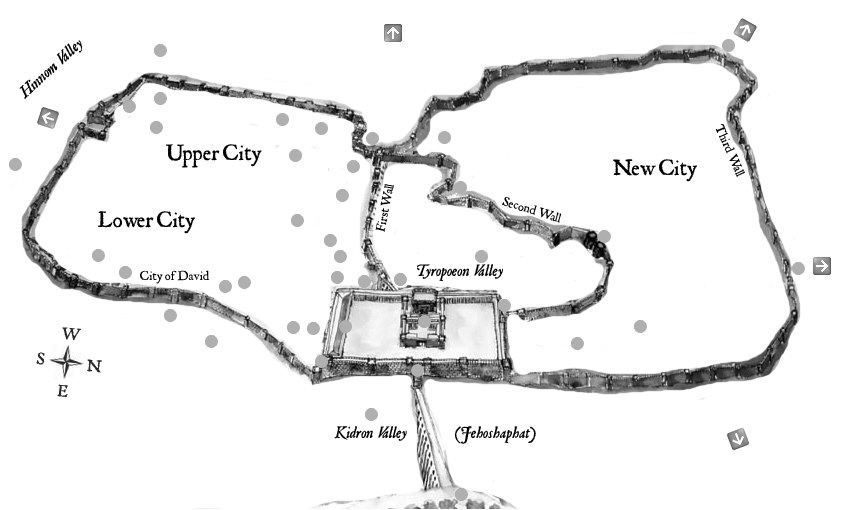 Hinnom Valley
Upper City
New City
Third Wall
Lower City
First Wall
Second Wall
City of David
Tyropoeon Valley
W
S
N
E
Kidron Valley
(Jehoshaphat)